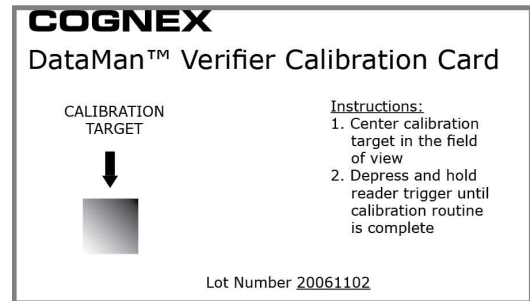 COGNEX
DataMan™ Verifier Calibration Card
CALIBRATION
TARGET
Instructions:
1. Center calibration
target in the field
of view
2. Depress and hold
reader trigger until
calibration routine
is complete
Lot Number 20061102